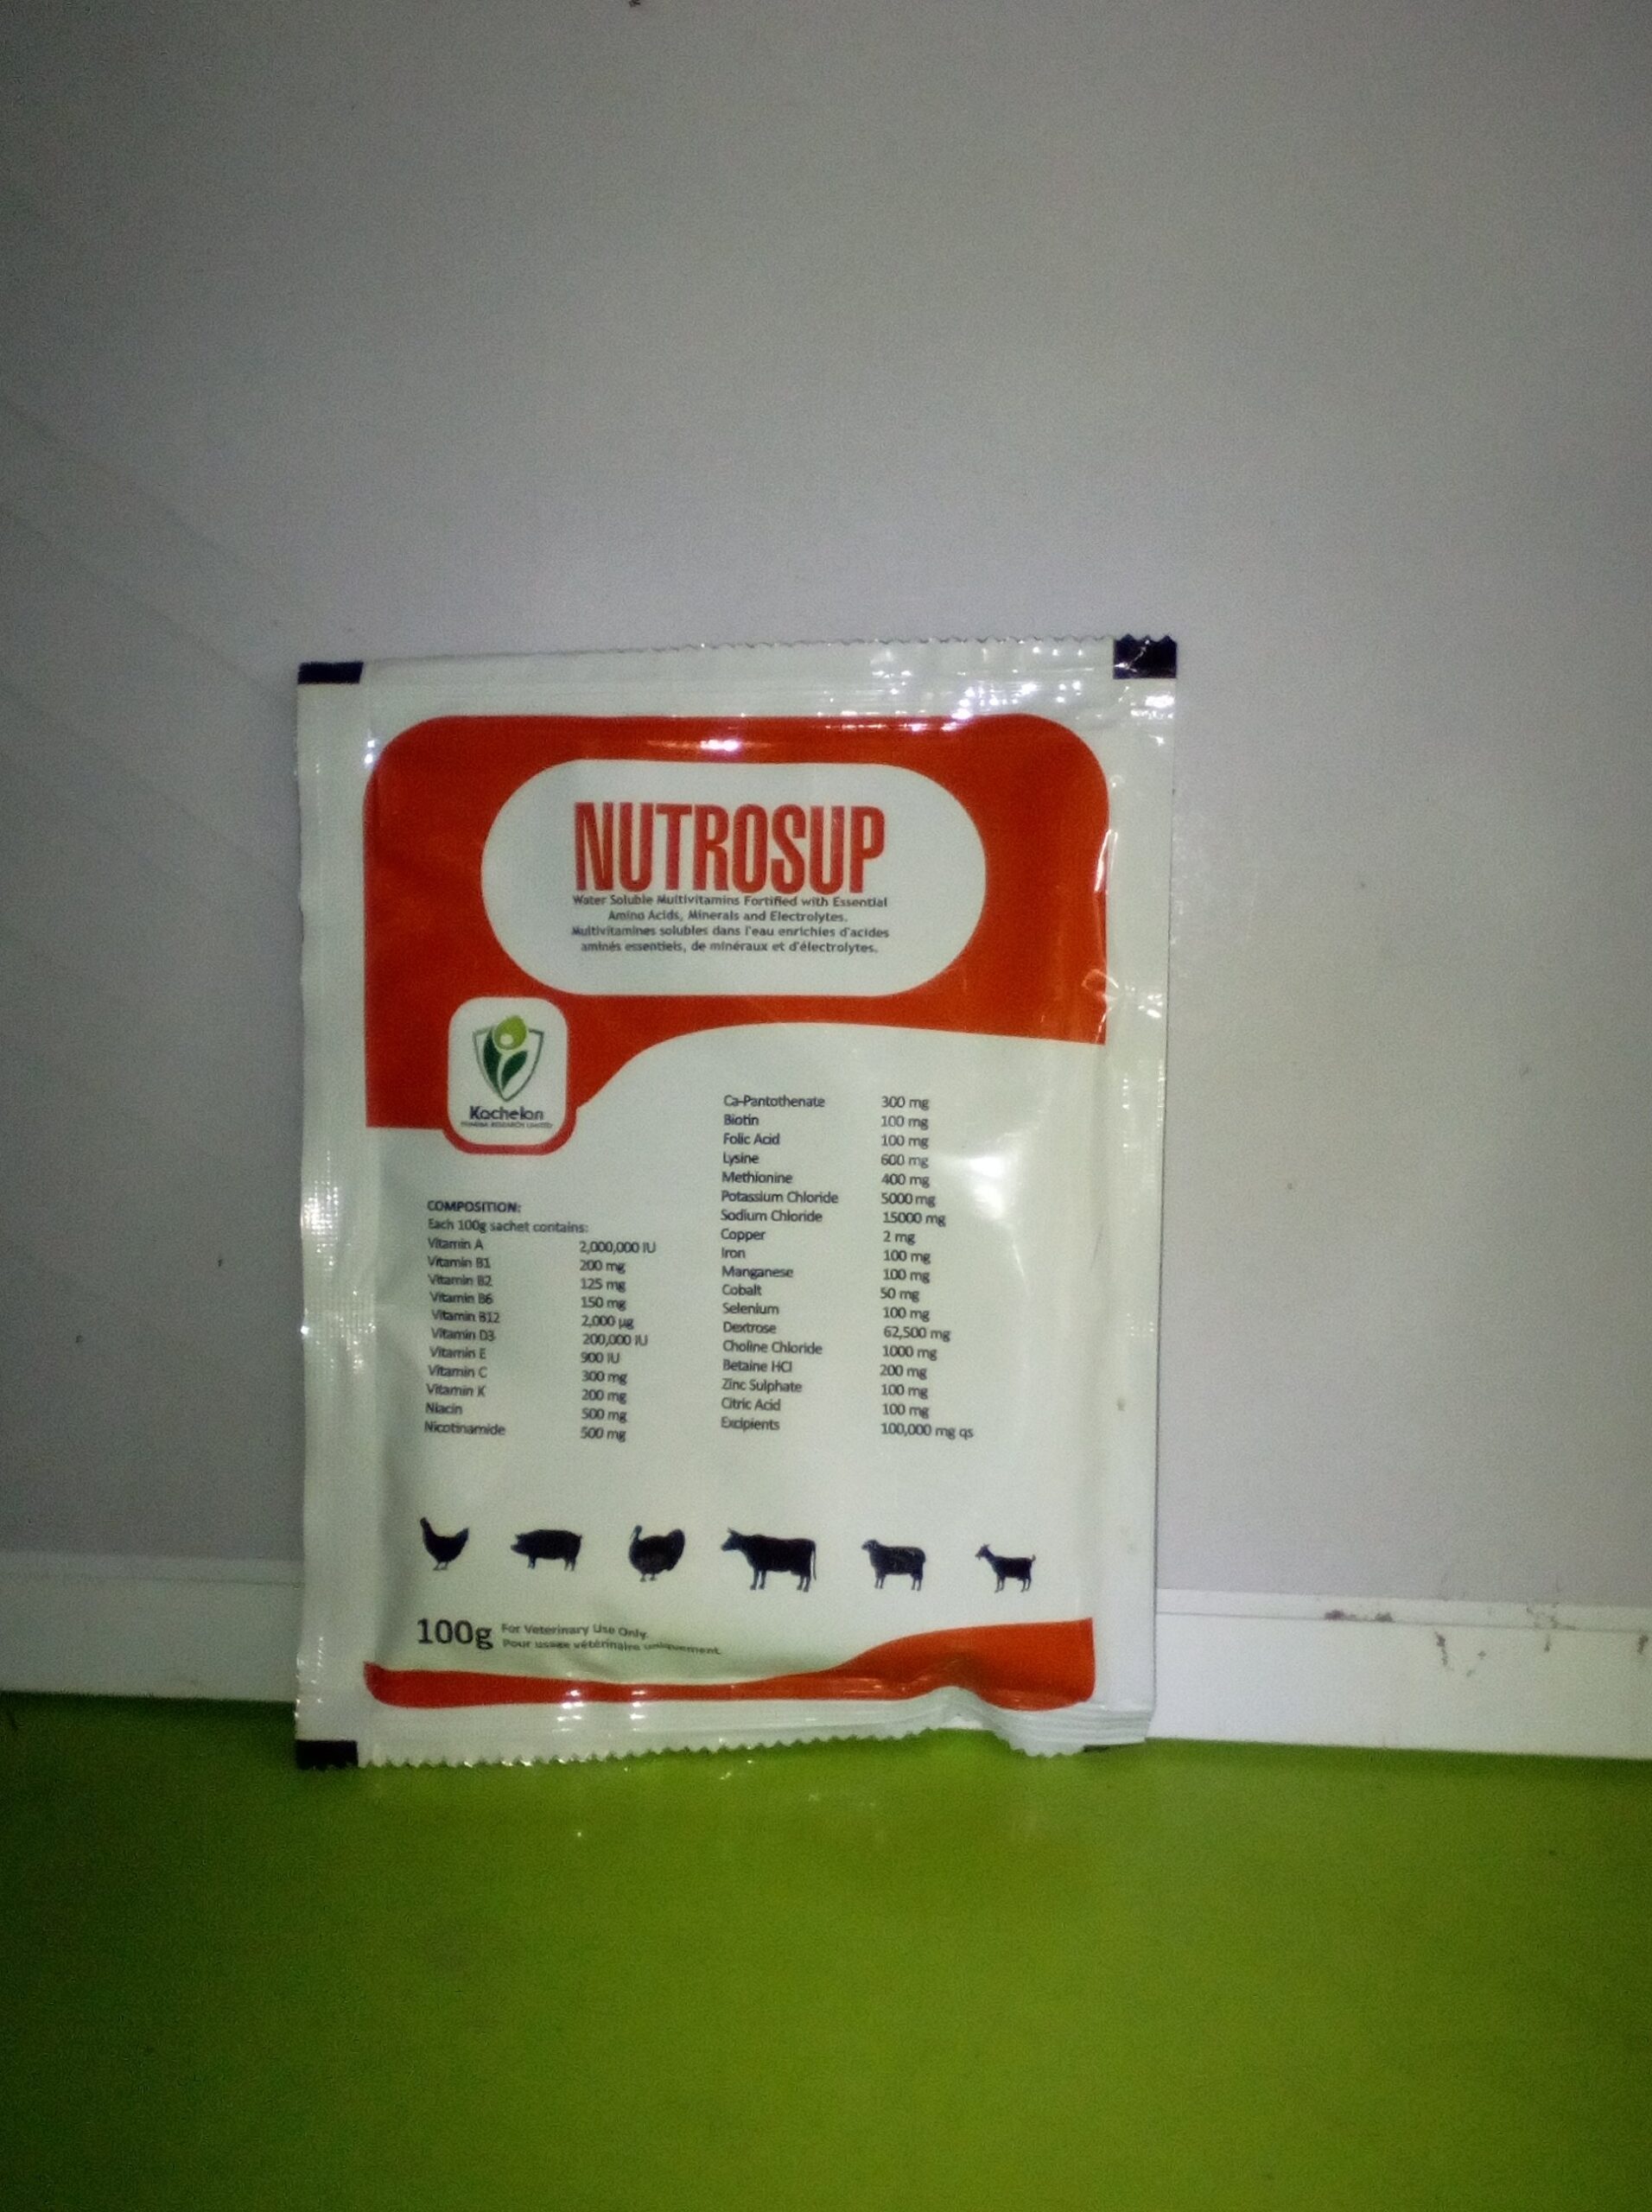 NUTROSUP
Water Soluble Multivitamins Fortified with Essential
Amino Acids, Minerals and Electrolytes.
Multivitamines solubles dans l'eau enrichies d'acides
aminés essentiels, de minéraux et d'électrolytes.
Kachelan
COMPOSITION:
Each 100g sachet contains:
Vitamin A 2,000,000 IU
Vitamin B1 200 mg
Vitamin B2 125 mg
Vitamin B6 150 mg
Vitamin B12 2,000 µg
Vitamin D3 200,000 IU
Vitamin E 900 IU
Vitamin C 300 mg
Vitamin K 200 mg
Niacin 500 mg
Nicotinamide 500 mg
Ca-Pantothenate 300 mg
Biotin 100 mg
Folic Acid 100 mg
Lysine 600 mg
Methionine 400 mg
Potassium Chloride 5000 mg
Sodium Chloride 15000 mg
Copper 2 mg
Iron 100 mg
Manganese 100 mg
Cobalt 50 mg
Selenium 100 mg
Dextrose 62,500 mg
Choline Chloride 1000 mg
Betaine HCl 200 mg
Zinc Sulphate 100 mg
Citric Acid 100 mg
Excipients 100,000 mg qs
100g
For Veterinary Use Only.
Pour usage vétérinaire uniquement.